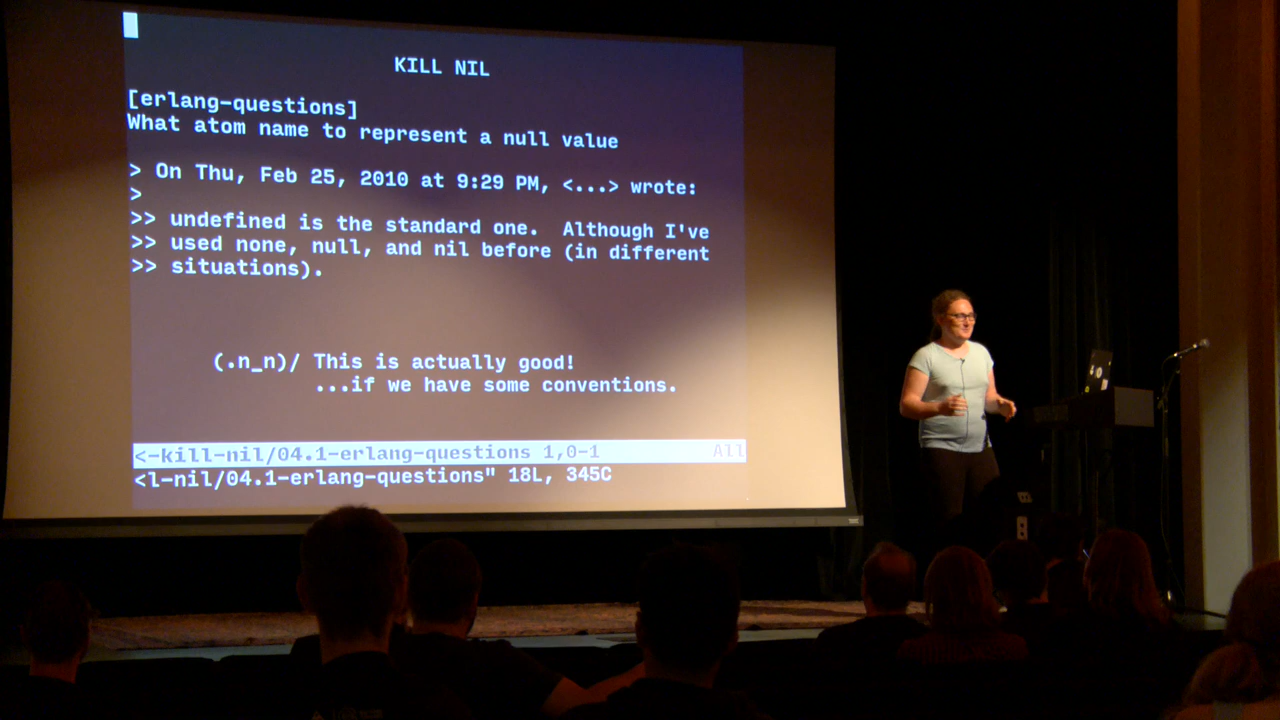 KILL NIL
[erlang-questions]
What atom name to represent a null value
> On Thu, Feb 25, 2010 at 9:29 PM, <...> wrote:
>
>> undefined is the standard one.  Although I've
>> used none, null, and nil before (in different
>> situations).
(.n_n)/ This is actually good!
...if we have some conventions.
<-kill-nil/04.1-erlang-questions 1,0-1 All
<l-nil/04.1-erlang-questions" 18L, 345C